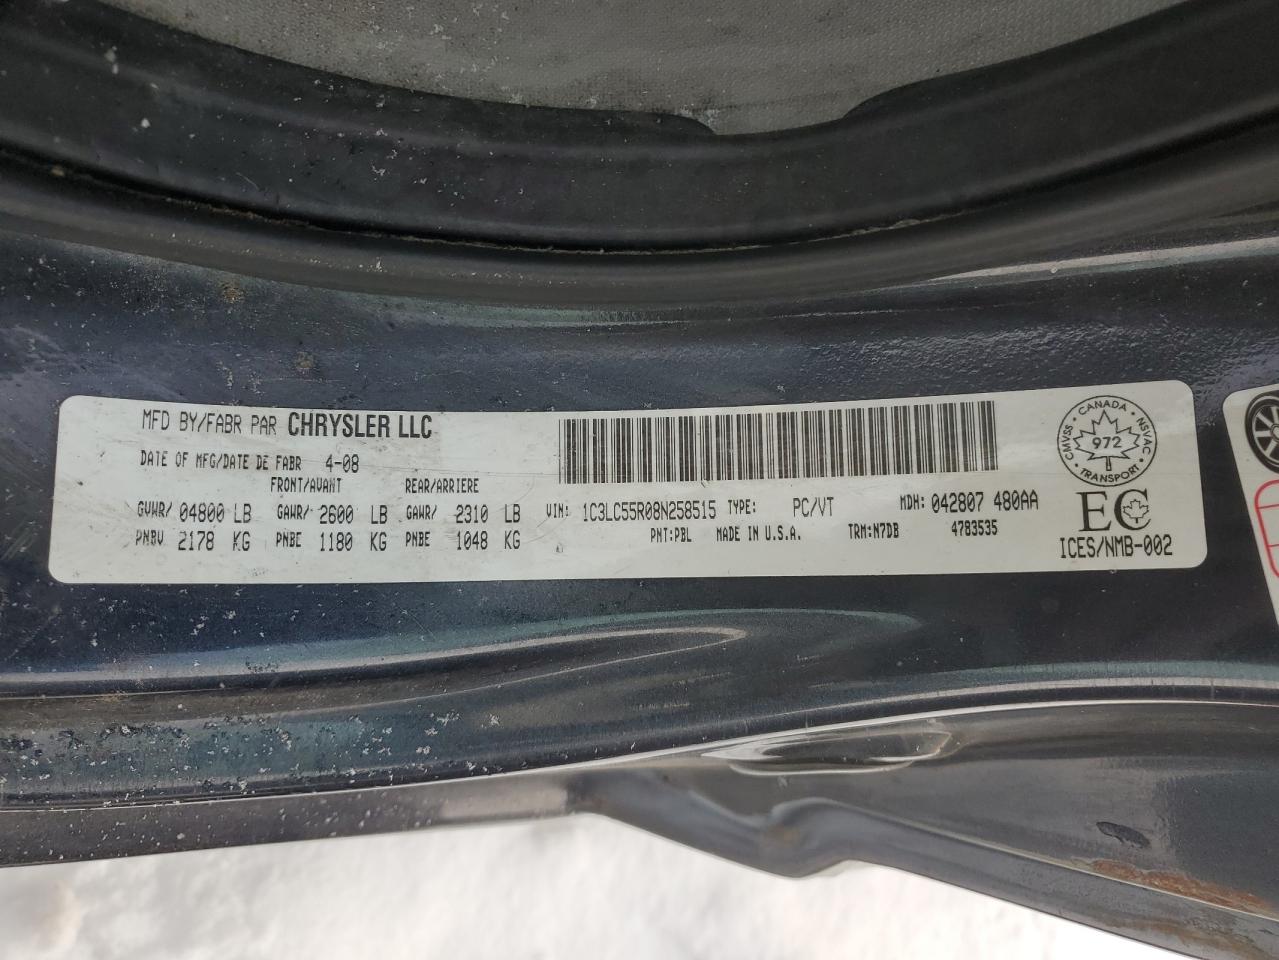 MFD BY/FABR PAR CHRYSLER LLC
DATE OF MFG/DATE DE FABR 4-08
FRONT/AVANT REAR/ARRIERE
GVWR/ 04800 LB GAWR/ 2600 LB GAWR/ 2310 LB
PNBV 2178 KG PNBE 1180 KG PNBE 1048 KG
VIN: 1C3LC55R08N258515 TYPE: PC/VT MDH: 042807 480AA
PNT:PBL MADE IN U.S.A. TRM:N7DB 4783535
CMVSS • CANADA • NSVAC
972
• TRANSPORT •
EC
ICES/NMB-002